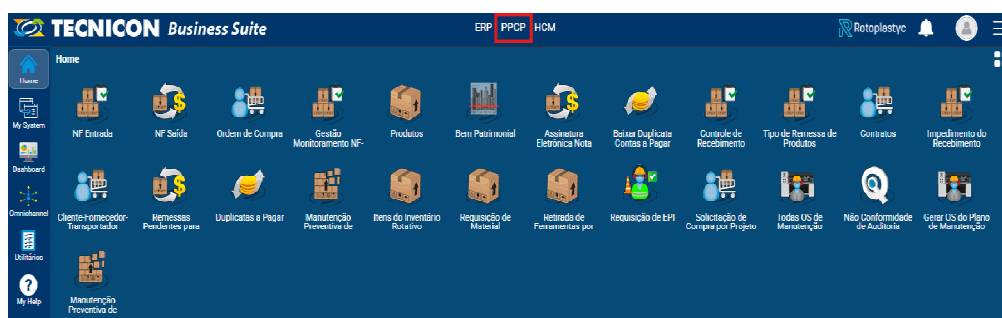 TECNICON Business Suite
ERP PPCP HCM
Rotoplastyc
Home
Home
My System
Dashboard
Omnichannel
Utilitários
My Help
NF Entrada
NF Saída
Ordem de Compra
Gestão
Monitoramento NF-
Produtos
Bem Patrimonial
Assinatura
Eletrônica Nota
Baixar Duplicata
Contas a Pagar
Controle de
Recebimento
Tipo de Remessa de
Produtos
Contratos
Impedimento do
Recebimento
Cliente-Fornecedor-
Transportador
Remessas
Pendentes para
Duplicatas a Pagar
Manutenção
Preventiva de
Itens do Inventário
Rotativo
Requisição de
Material
Retirada de
Ferramentas por
Requisição de EPI
Solicitação de
Compra por Projeto
Todas OS de
Manutenção
Não Conformidade
de Auditoria
Gerar OS do Plano
de Manutenção
Manutenção
Preventiva de